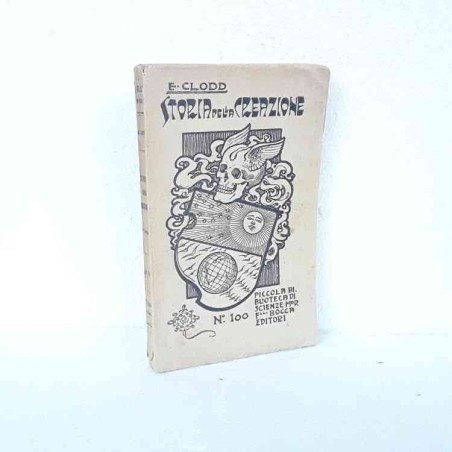 E. CLODD
STORIA DELLA CREAZIONE
PICCOLA BI
BLIOTECA DI
SCIENZE MOD
F.LLI BOCCA
EDITORI
N. 100